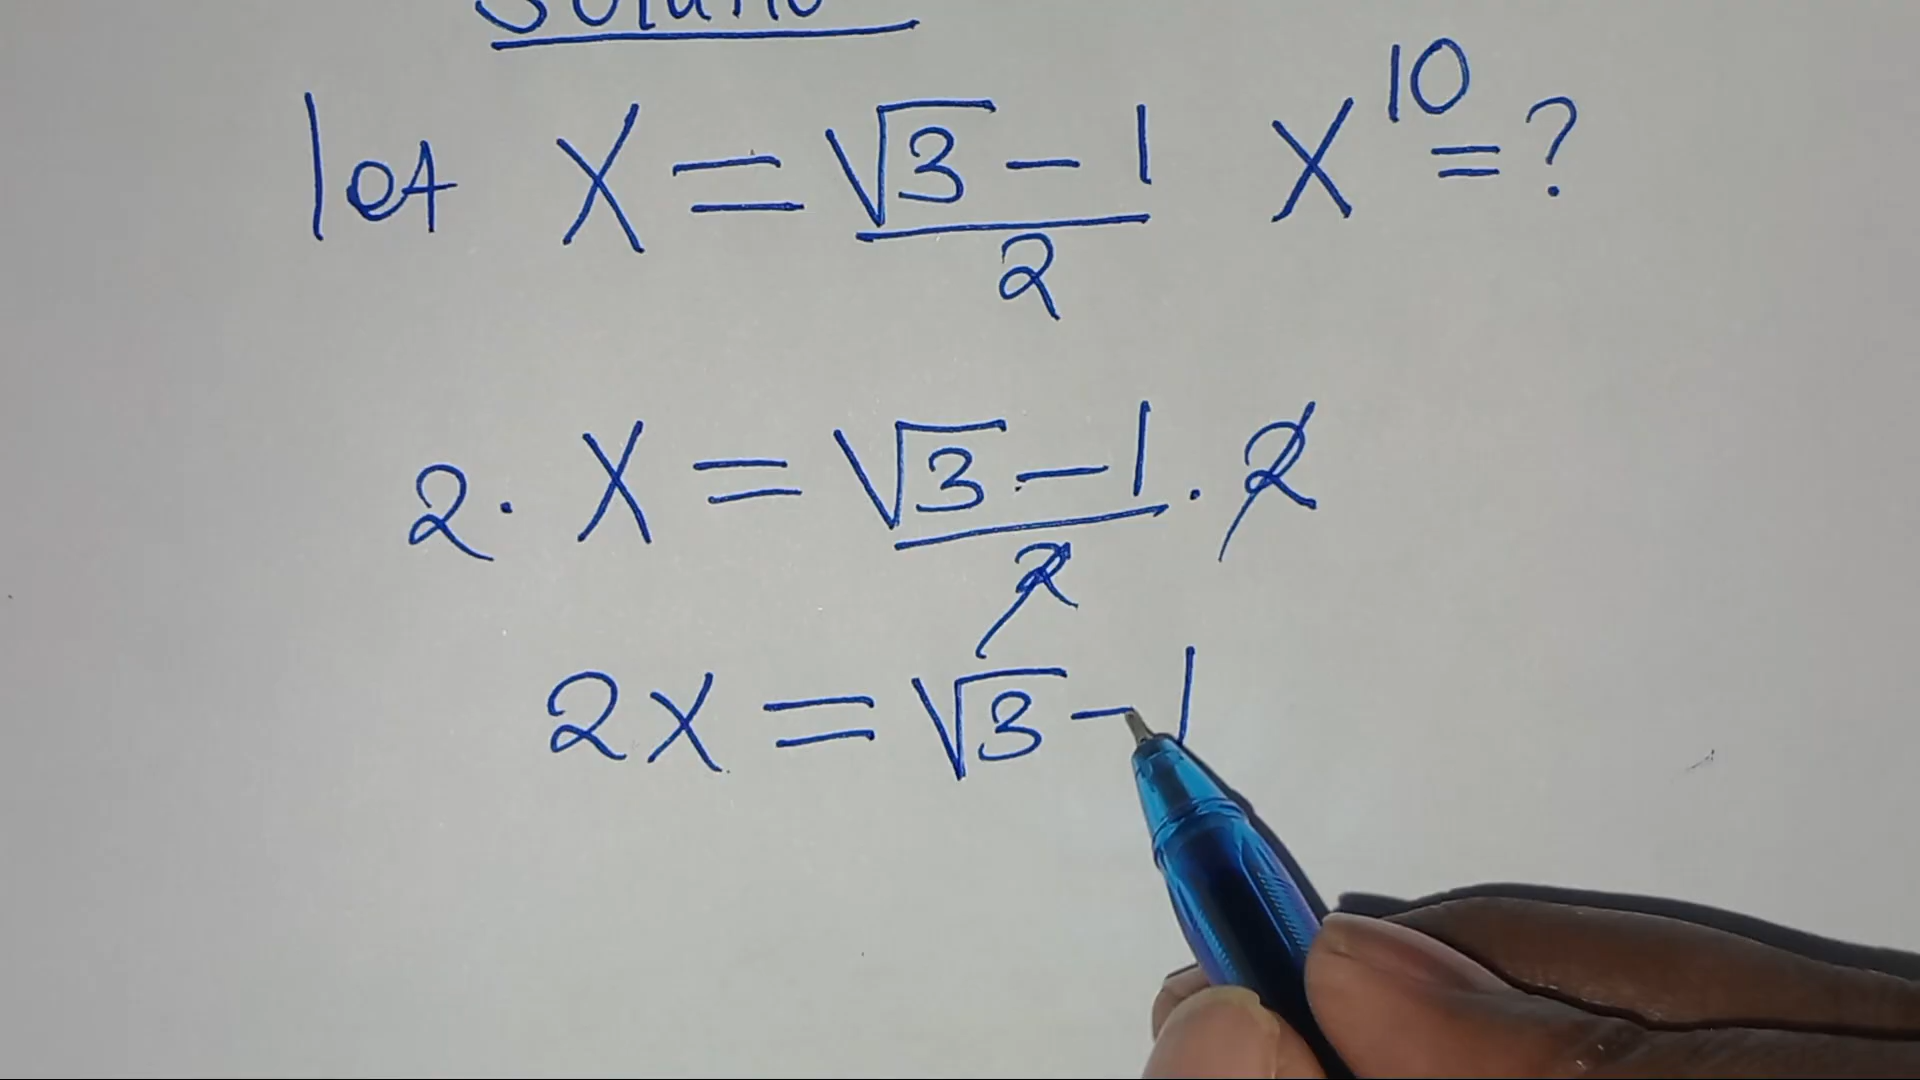 let X = √3 - 1 / 2 X^10 = ?
2 · X = √3 - 1 / 2 · 2
2X = √3 - 1